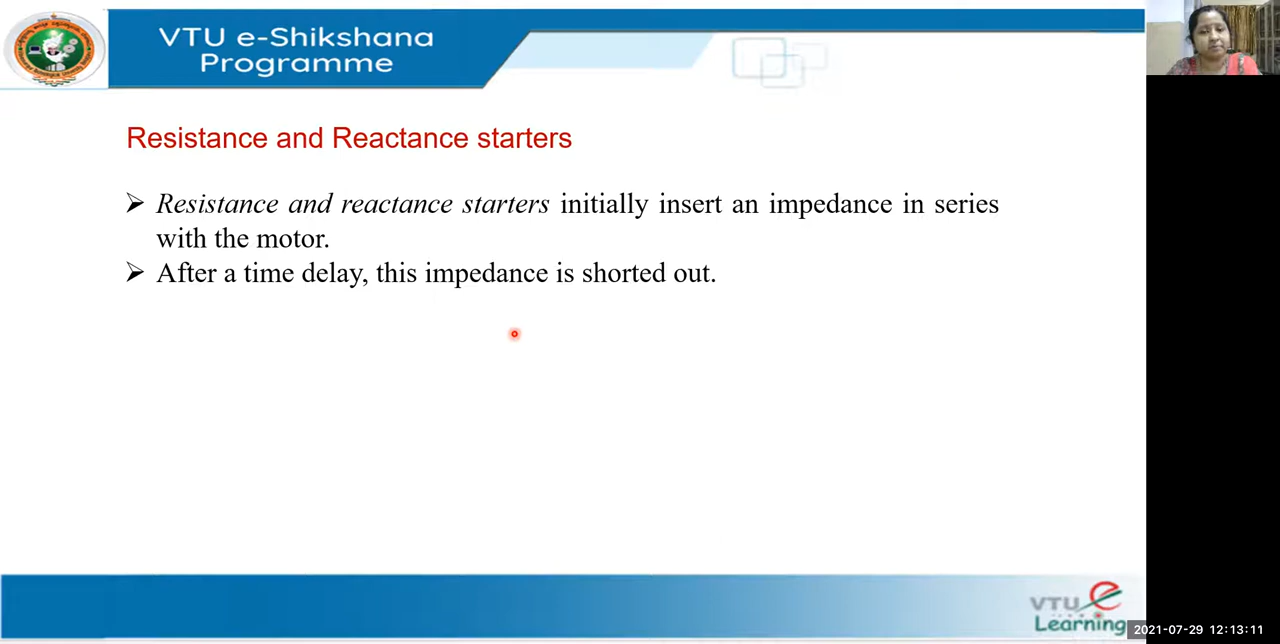 VTU e-Shikshana
Programme
Resistance and Reactance starters
➢ Resistance and reactance starters initially insert an impedance in series
with the motor.
➢ After a time delay, this impedance is shorted out.
VTU e
Learning
2021-07-29 12:13:11